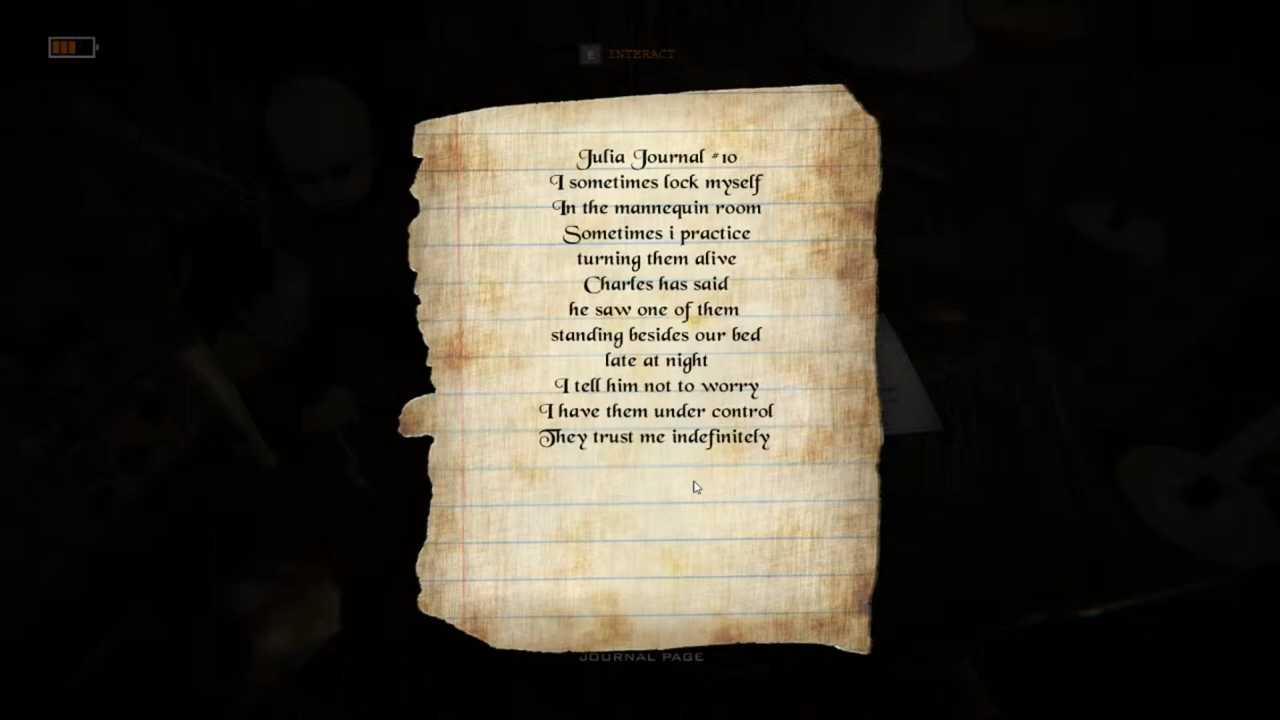 E INTERACT
Julia Journal #10
I sometimes lock myself
In the mannequin room
Sometimes i practice
turning them alive
Charles has said
he saw one of them
standing besides our bed
late at night
I tell him not to worry
I have them under control
They trust me indefinitely
JOURNAL PAGE